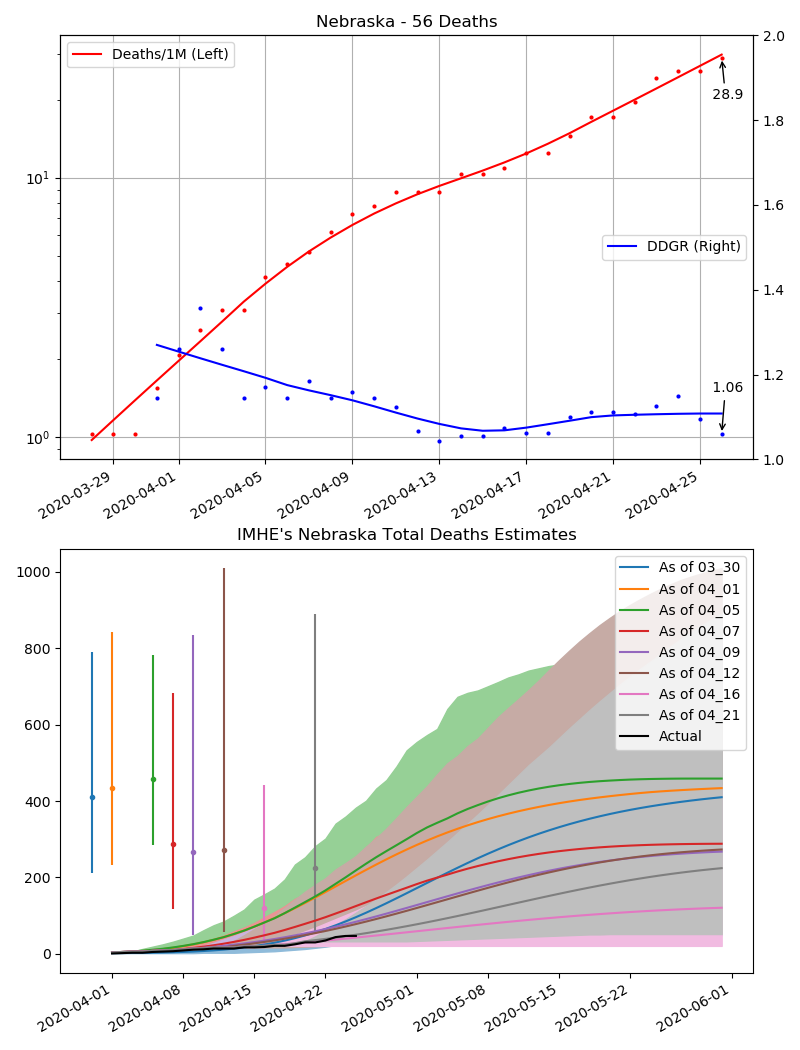 Nebraska - 56 Deaths
Deaths/1M (Left)
2.0
28.9
1.8
10¹
1.6
DDGR (Right)
1.4
1.06
1.2
10⁰
1.0
2020-03-29
2020-04-01
2020-04-05
2020-04-09
2020-04-13
2020-04-17
2020-04-21
2020-04-25
IMHE's Nebraska Total Deaths Estimates
1000
800
600
400
200
0
As of 03_30
As of 04_01
As of 04_05
As of 04_07
As of 04_09
As of 04_12
As of 04_16
As of 04_21
Actual
2020-04-01
2020-04-08
2020-04-15
2020-04-22
2020-05-01
2020-05-08
2020-05-15
2020-05-22
2020-06-01